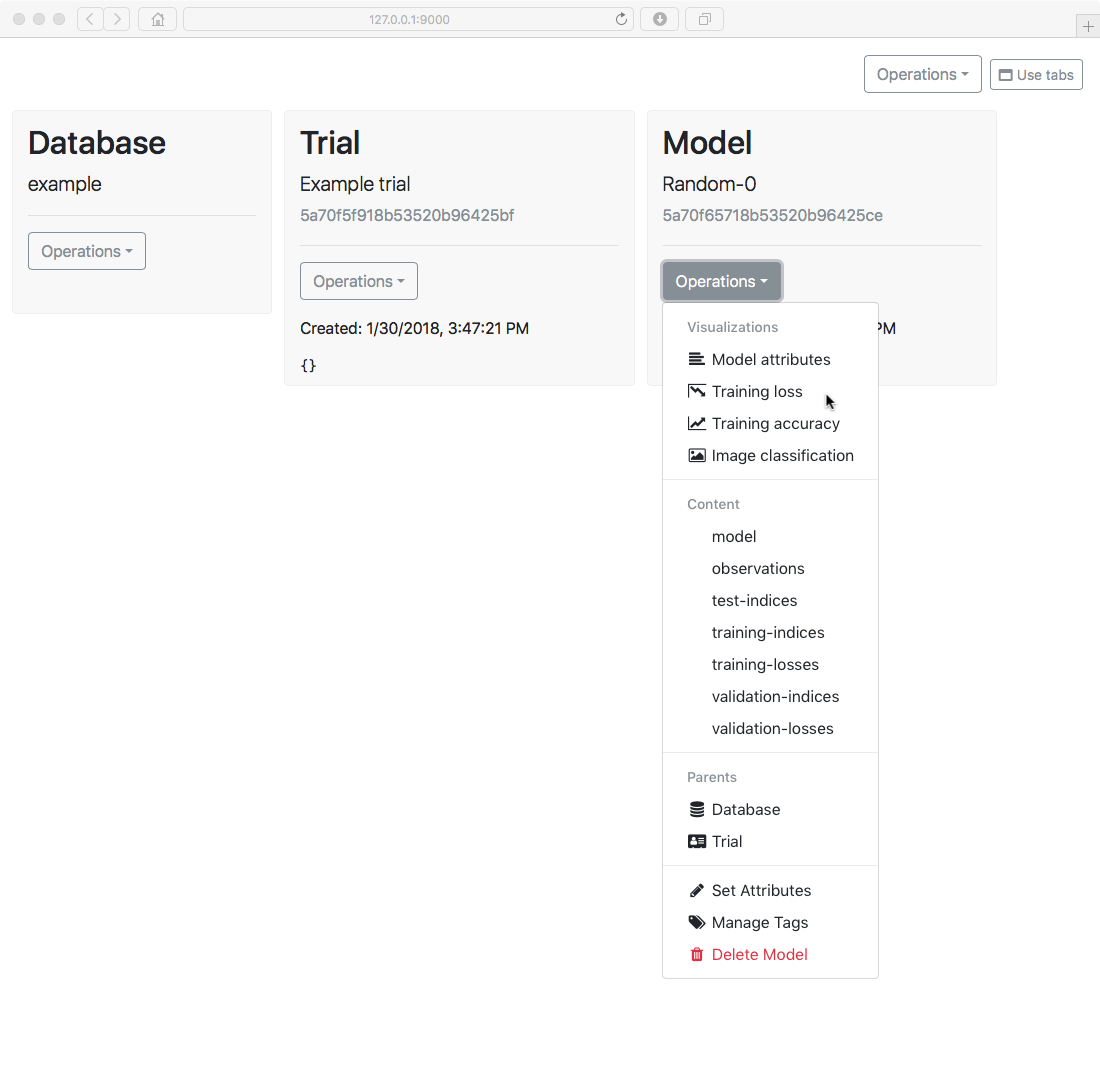 127.0.0.1:9000
Operations
Use tabs
Database
example
Operations
Trial
Example trial
5a70f5f918b53520b96425bf
Operations
Created: 1/30/2018, 3:47:21 PM
{}
Model
Random-0
5a70f65718b53520b96425ce
Operations
PM
Visualizations
Model attributes
Training loss
Training accuracy
Image classification
Content
model
observations
test-indices
training-indices
training-losses
validation-indices
validation-losses
Parents
Database
Trial
Set Attributes
Manage Tags
Delete Model